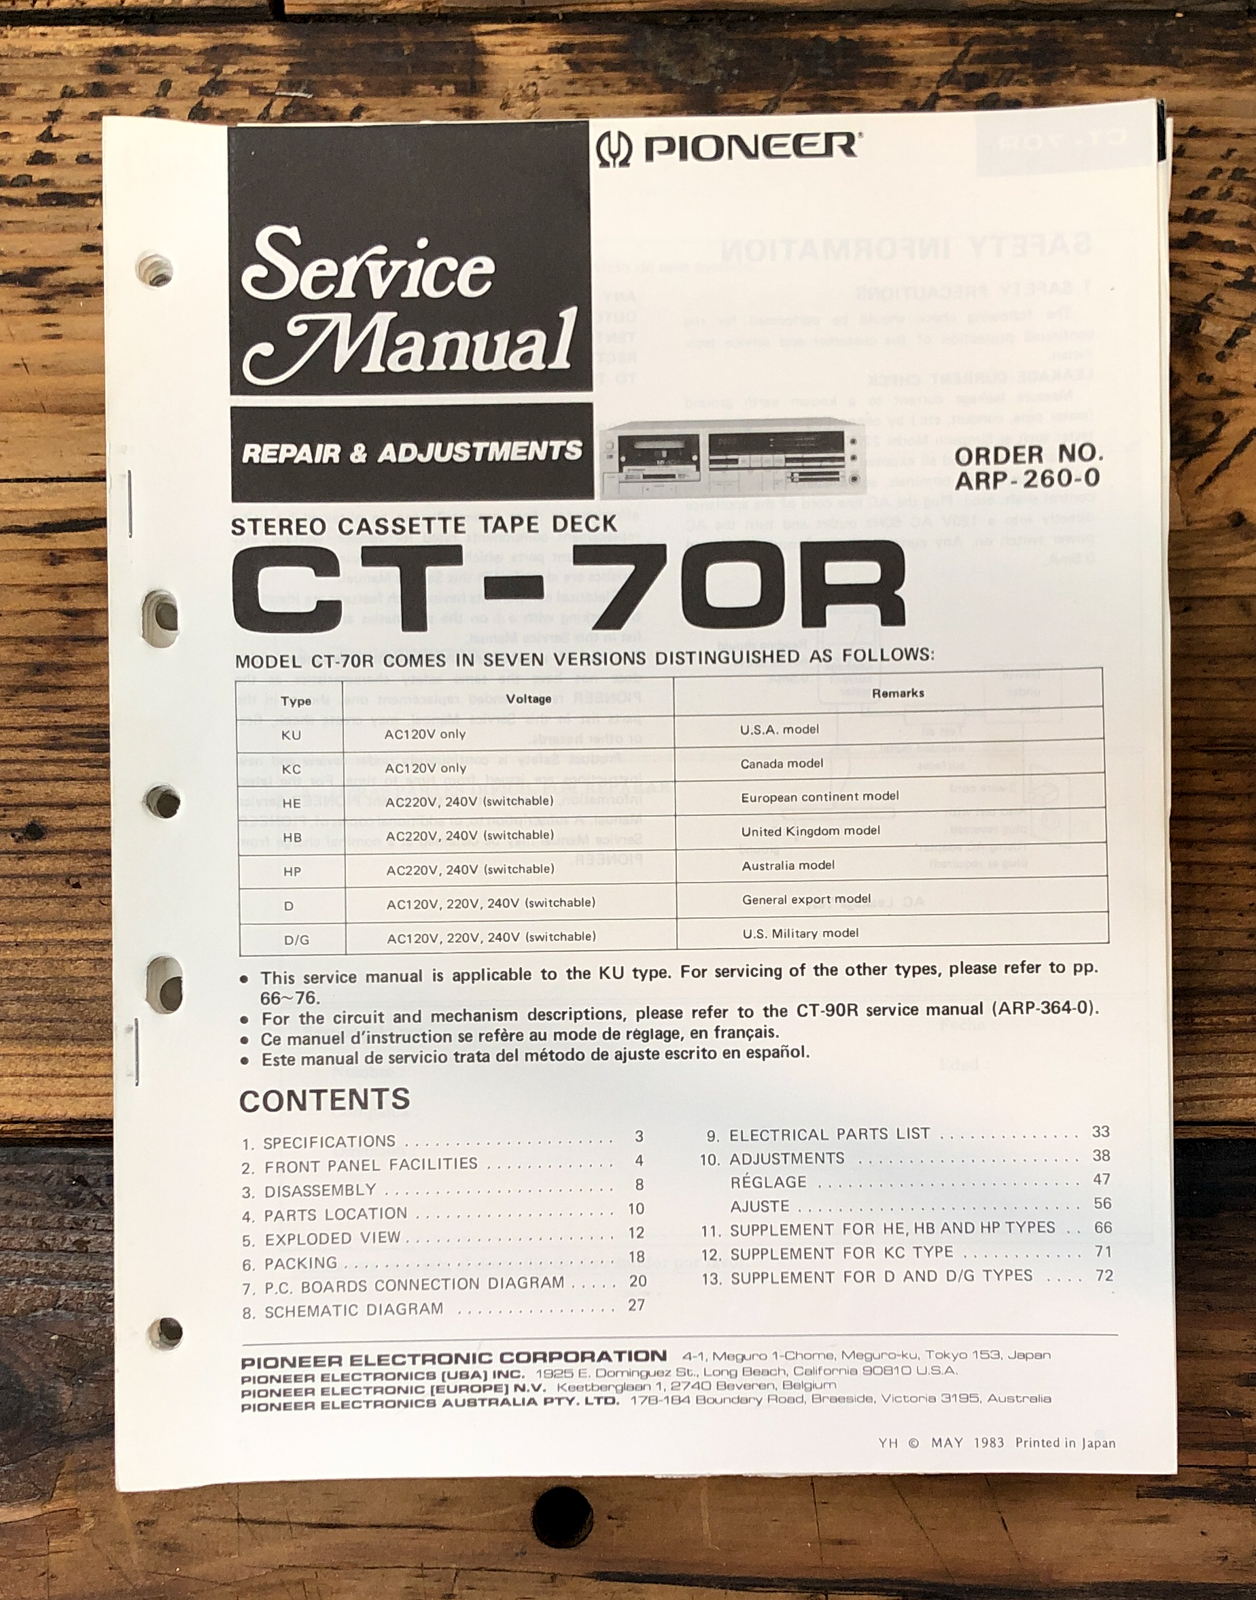 PIONEER®
Service
Manual
REPAIR & ADJUSTMENTS
ORDER NO.
ARP-260-0
STEREO CASSETTE TAPE DECK
CT-70R
MODEL CT-70R COMES IN SEVEN VERSIONS DISTINGUISHED AS FOLLOWS:
Type Voltage Remarks
KU AC120V only U.S.A. model
KC AC120V only Canada model
HE AC220V, 240V (switchable) European continent model
HB AC220V, 240V (switchable) United Kingdom model
HP AC220V, 240V (switchable) Australia model
D AC120V, 220V, 240V (switchable) General export model
D/G AC120V, 220V, 240V (switchable) U.S. Military model
● This service manual is applicable to the KU type. For servicing of the other types, please refer to pp.
66~76.
● For the circuit and mechanism descriptions, please refer to the CT-90R service manual (ARP-364-0).
● Ce manuel d'instruction se refère au mode de réglage, en français.
● Este manual de servicio trata del método de ajuste escrito en español.
CONTENTS
1. SPECIFICATIONS . . . . . . . . . . . . . . . . . . . . . 3
2. FRONT PANEL FACILITIES . . . . . . . . . . . . . 4
3. DISASSEMBLY . . . . . . . . . . . . . . . . . . . . . . . 8
4. PARTS LOCATION . . . . . . . . . . . . . . . . . . . . 10
5. EXPLODED VIEW . . . . . . . . . . . . . . . . . . . . . 12
6. PACKING . . . . . . . . . . . . . . . . . . . . . . . . . . . 18
7. P.C. BOARDS CONNECTION DIAGRAM . . . . . 20
8. SCHEMATIC DIAGRAM . . . . . . . . . . . . . . . . 27
9. ELECTRICAL PARTS LIST . . . . . . . . . . . . . . 33
10. ADJUSTMENTS . . . . . . . . . . . . . . . . . . . . . . 38
RÉGLAGE . . . . . . . . . . . . . . . . . . . . . . . . . . 47
AJUSTE . . . . . . . . . . . . . . . . . . . . . . . . . . . . 56
11. SUPPLEMENT FOR HE, HB AND HP TYPES . . 66
12. SUPPLEMENT FOR KC TYPE . . . . . . . . . . . . 71
13. SUPPLEMENT FOR D AND D/G TYPES . . . . 72
PIONEER ELECTRONIC CORPORATION 4-1, Meguro 1-Chome, Meguro-ku, Tokyo 153, Japan
PIONEER ELECTRONICS [USA] INC. 1925 E. Dominguez St., Long Beach, California 90810 U.S.A.
PIONEER ELECTRONIC [EUROPE] N.V. Keetberglaan 1, 2740 Beveren, Belgium
PIONEER ELECTRONICS AUSTRALIA PTY. LTD. 178-184 Boundary Road, Braeside, Victoria 3195, Australia
YH © MAY 1983 Printed in Japan